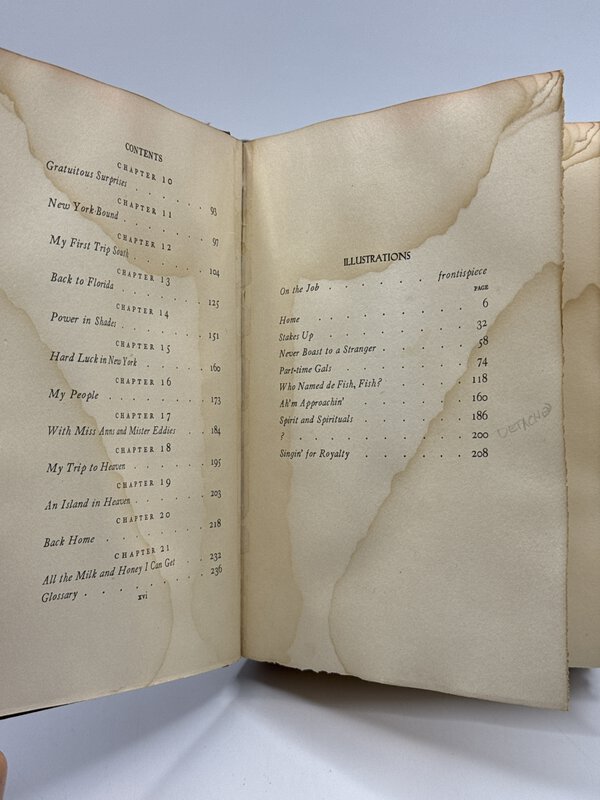 CONTENTS
CHAPTER 10
Gratuitous Surprises . . . . . . 93
CHAPTER 11
New York Bound . . . . . . 97
CHAPTER 12
My First Trip South . . . . . . 104
CHAPTER 13
Back to Florida . . . . . . 125
CHAPTER 14
Power in Shades . . . . . . 151
CHAPTER 15
Hard Luck in New York . . . . . 160
CHAPTER 16
My People . . . . . . . 173
CHAPTER 17
With Miss Anns and Mister Eddies . . 184
CHAPTER 18
My Trip to Heaven . . . . . . 195
CHAPTER 19
An Island in Heaven . . . . . . 203
CHAPTER 20
Back Home . . . . . . . 218
CHAPTER 21
All the Milk and Honey I Can Get . . 232
Glossary . . . . . . . 236
xvi
ILLUSTRATIONS
On the Job . . . . . . frontispiece
PAGE
Home . . . . . . . 6
Stakes Up . . . . . . . 32
Never Boast to a Stranger . . . . . 58
Part-time Gals . . . . . . 74
Who Named de Fish, Fish? . . . . 118
Ah'm Approachin' . . . . . . 160
Spirit and Spirituals . . . . . . 186
? . . . . . . . . 200
Singin' for Royalty . . . . . . 208
DETACHED